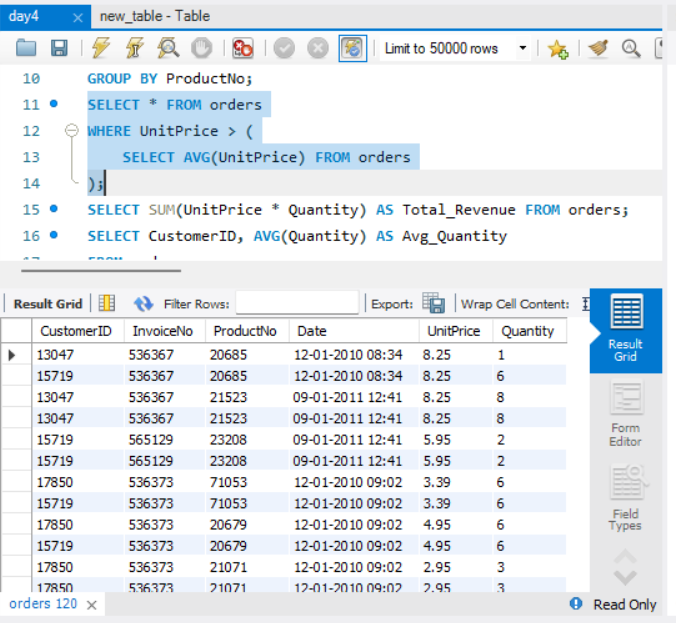 day4 × new_table - Table
Limit to 50000 rows
10 GROUP BY ProductNo;
11 SELECT * FROM orders
12 WHERE UnitPrice > (
13 SELECT AVG(UnitPrice) FROM orders
14 );
15 SELECT SUM(UnitPrice * Quantity) AS Total_Revenue FROM orders;
16 SELECT CustomerID, AVG(Quantity) AS Avg_Quantity
Result Grid Filter Rows: Export: Wrap Cell Content:
CustomerID InvoiceNo ProductNo Date UnitPrice Quantity
13047 536367 20685 12-01-2010 08:34 8.25 1
15719 536367 20685 12-01-2010 08:34 8.25 6
13047 536367 21523 09-01-2011 12:41 8.25 8
13047 536367 21523 09-01-2011 12:41 8.25 8
15719 565129 23208 09-01-2011 12:41 5.95 2
15719 565129 23208 09-01-2011 12:41 5.95 2
17850 536373 71053 12-01-2010 09:02 3.39 6
15719 536373 71053 12-01-2010 09:02 3.39 6
17850 536373 20679 12-01-2010 09:02 4.95 6
15719 536373 20679 12-01-2010 09:02 4.95 6
17850 536373 21071 12-01-2010 09:02 2.95 3
17850 536373 21071 12-01-2010 09:02 2.95 3
Result
Grid
Form
Editor
Field
Types
orders 120 × Read Only